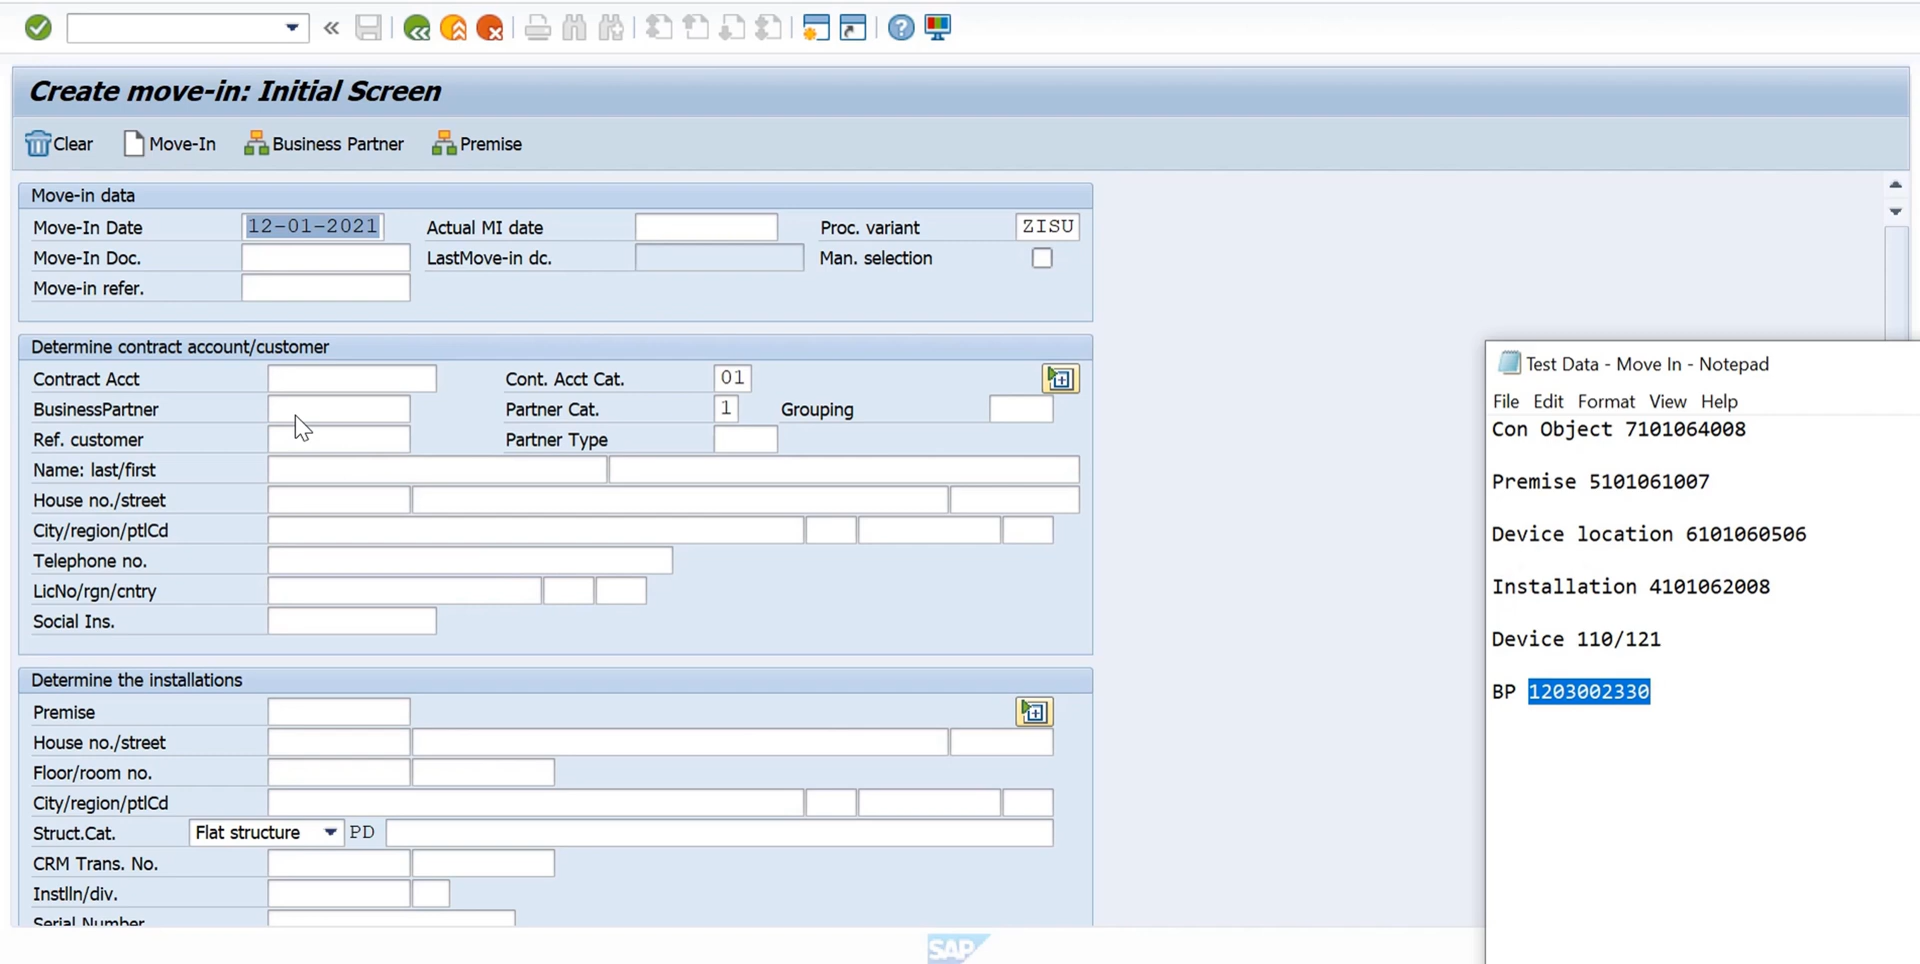 Create move-in: Initial Screen
Clear Move-In Business Partner Premise
Move-in data
Move-In Date 12-01-2021 Actual MI date Proc. variant ZISU
Move-In Doc. LastMove-in dc. Man. selection
Move-in refer.
Determine contract account/customer
Contract Acct Cont. Acct Cat. 01
BusinessPartner Partner Cat. 1 Grouping
Ref. customer Partner Type
Name: last/first
House no./street
City/region/ptlCd
Telephone no.
LicNo/rgn/cntry
Social Ins.
Determine the installations
Premise
House no./street
Floor/room no.
City/region/ptlCd
Struct.Cat. Flat structure PD
CRM Trans. No.
Instlln/div.
Serial Number
SAP
Test Data - Move In - Notepad
File Edit Format View Help
Con Object 7101064008
Premise 5101061007
Device location 6101060506
Installation 4101062008
Device 110/121
BP 1203002330